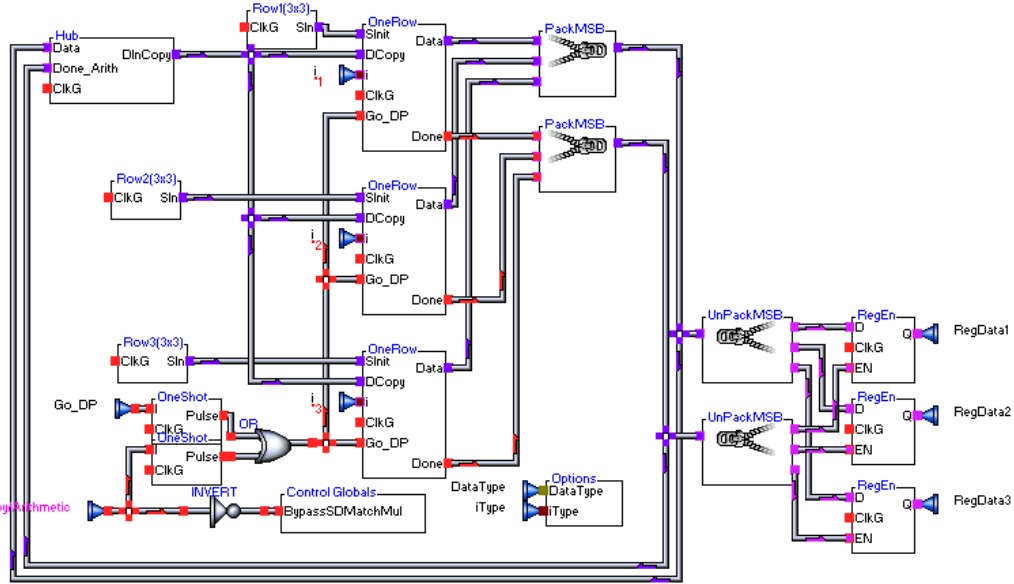 Row1(3x3)
ClkG SIn
Hub
Data
DInCopy
Done_Arith
ClkG
OneRow
SInit
Data
DCopy
i
1
i
ClkG
Go_DP
Done
PackMSB
PackMSB
Row2(3x3)
ClkG SIn
OneRow
SInit
Data
DCopy
i
2
i
ClkG
Go_DP
Done
Row3(3x3)
ClkG
SIn
OneRow
SInit
Data
DCopy
i
3
i
ClkG
Go_DP
Done
Go_DP
OneShot
I
Pulse
ClkG
OneShot
I
Pulse
ClkG
OR
Arithmetic
INVERT
Control Globals
BypassSDMatchMul
DataType
iType
Options
DataType
iType
UnPackMSB
UnPackMSB
RegEn
D
Q
ClkG
EN
RegData1
RegEn
D
Q
ClkG
EN
RegData2
RegEn
D
Q
ClkG
EN
RegData3